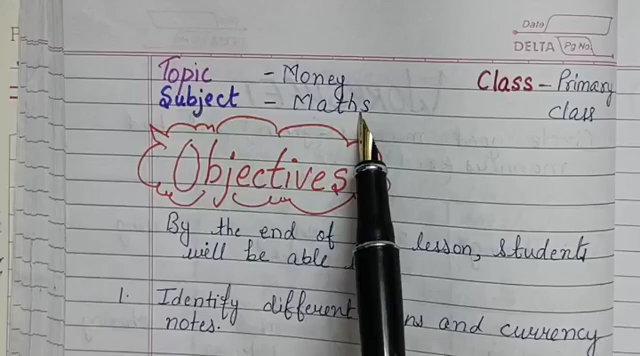 Date
DELTA Pg No.
Topic - Money
Class - Primary class
Subject - Maths
Objectives
By the end of lesson, students
will be able
1. Identify different and currency
notes.